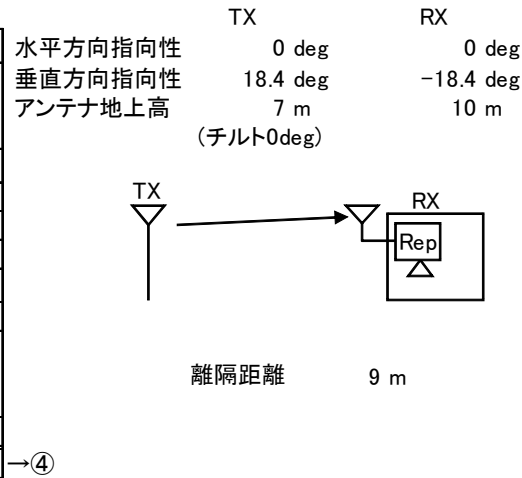 TX RX
水平方向指向性 0 deg 0 deg
垂直方向指向性 18.4 deg -18.4 deg
アンテナ地上高 7 m 10 m
(チルト0deg)
TX RX
Rep
離隔距離 9 m
→④